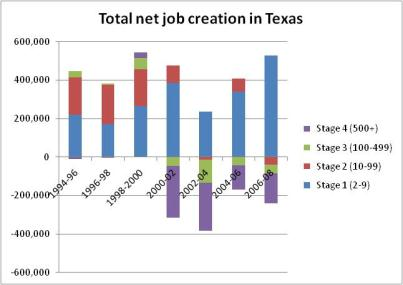 Total net job creation in Texas
600,000
400,000
200,000
0
-200,000
-400,000
-600,000
1994-96
1996-98
1998-2000
2000-02
2002-04
2004-06
2006-08
Stage 4 (500+)
Stage 3 (100-499)
Stage 2 (10-99)
Stage 1 (2-9)